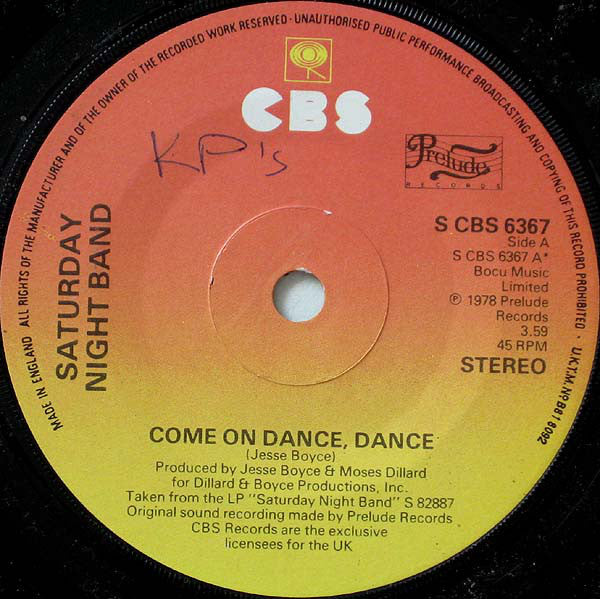 MADE IN ENGLAND ALL RIGHTS OF THE MANUFACTURER AND OF THE OWNER OF THE RECORDED WORK RESERVED · UNAUTHORISED PUBLIC PERFORMANCE BROADCASTING AND COPYING OF THIS RECORD PROHIBITED · U.K.T.M. Nº B818092
CBS
KP's
Prelude
RECORDS
SATURDAY
NIGHT BAND
S CBS 6367
Side A
S CBS 6367 A*
Bocu Music
Limited
℗ 1978 Prelude
Records
3.59
45 RPM
STEREO
COME ON DANCE, DANCE
(Jesse Boyce)
Produced by Jesse Boyce & Moses Dillard
for Dillard & Boyce Productions, Inc.
Taken from the LP "Saturday Night Band" S 82887
Original sound recording made by Prelude Records
CBS Records are the exclusive
licensees for the UK